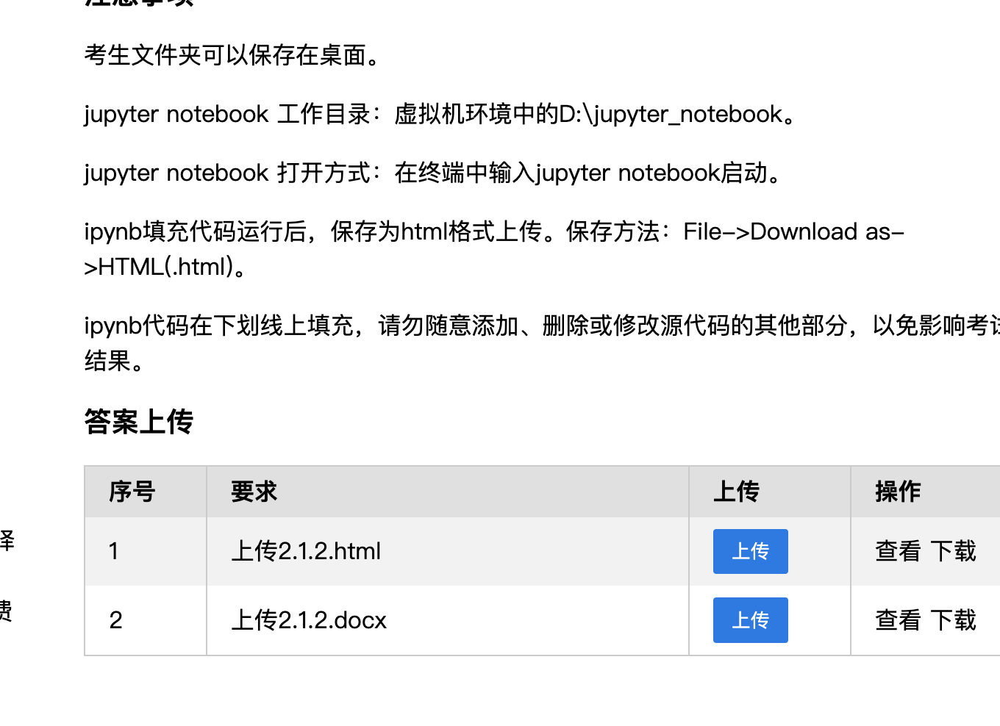 注意事项
考生文件夹可以保存在桌面。
jupyter notebook 工作目录：虚拟机环境中的D:\jupyter_notebook。
jupyter notebook 打开方式：在终端中输入jupyter notebook启动。
ipynb填充代码运行后，保存为html格式上传。保存方法：File–>Download as–
>HTML(.html)。
ipynb代码在下划线上填充，请勿随意添加、删除或修改源代码的其他部分，以免影响考试
结果。
答案上传
序号 要求 上传 操作
择
1 上传2.1.2.html 上传 查看 下载
费
2 上传2.1.2.docx 上传 查看 下载